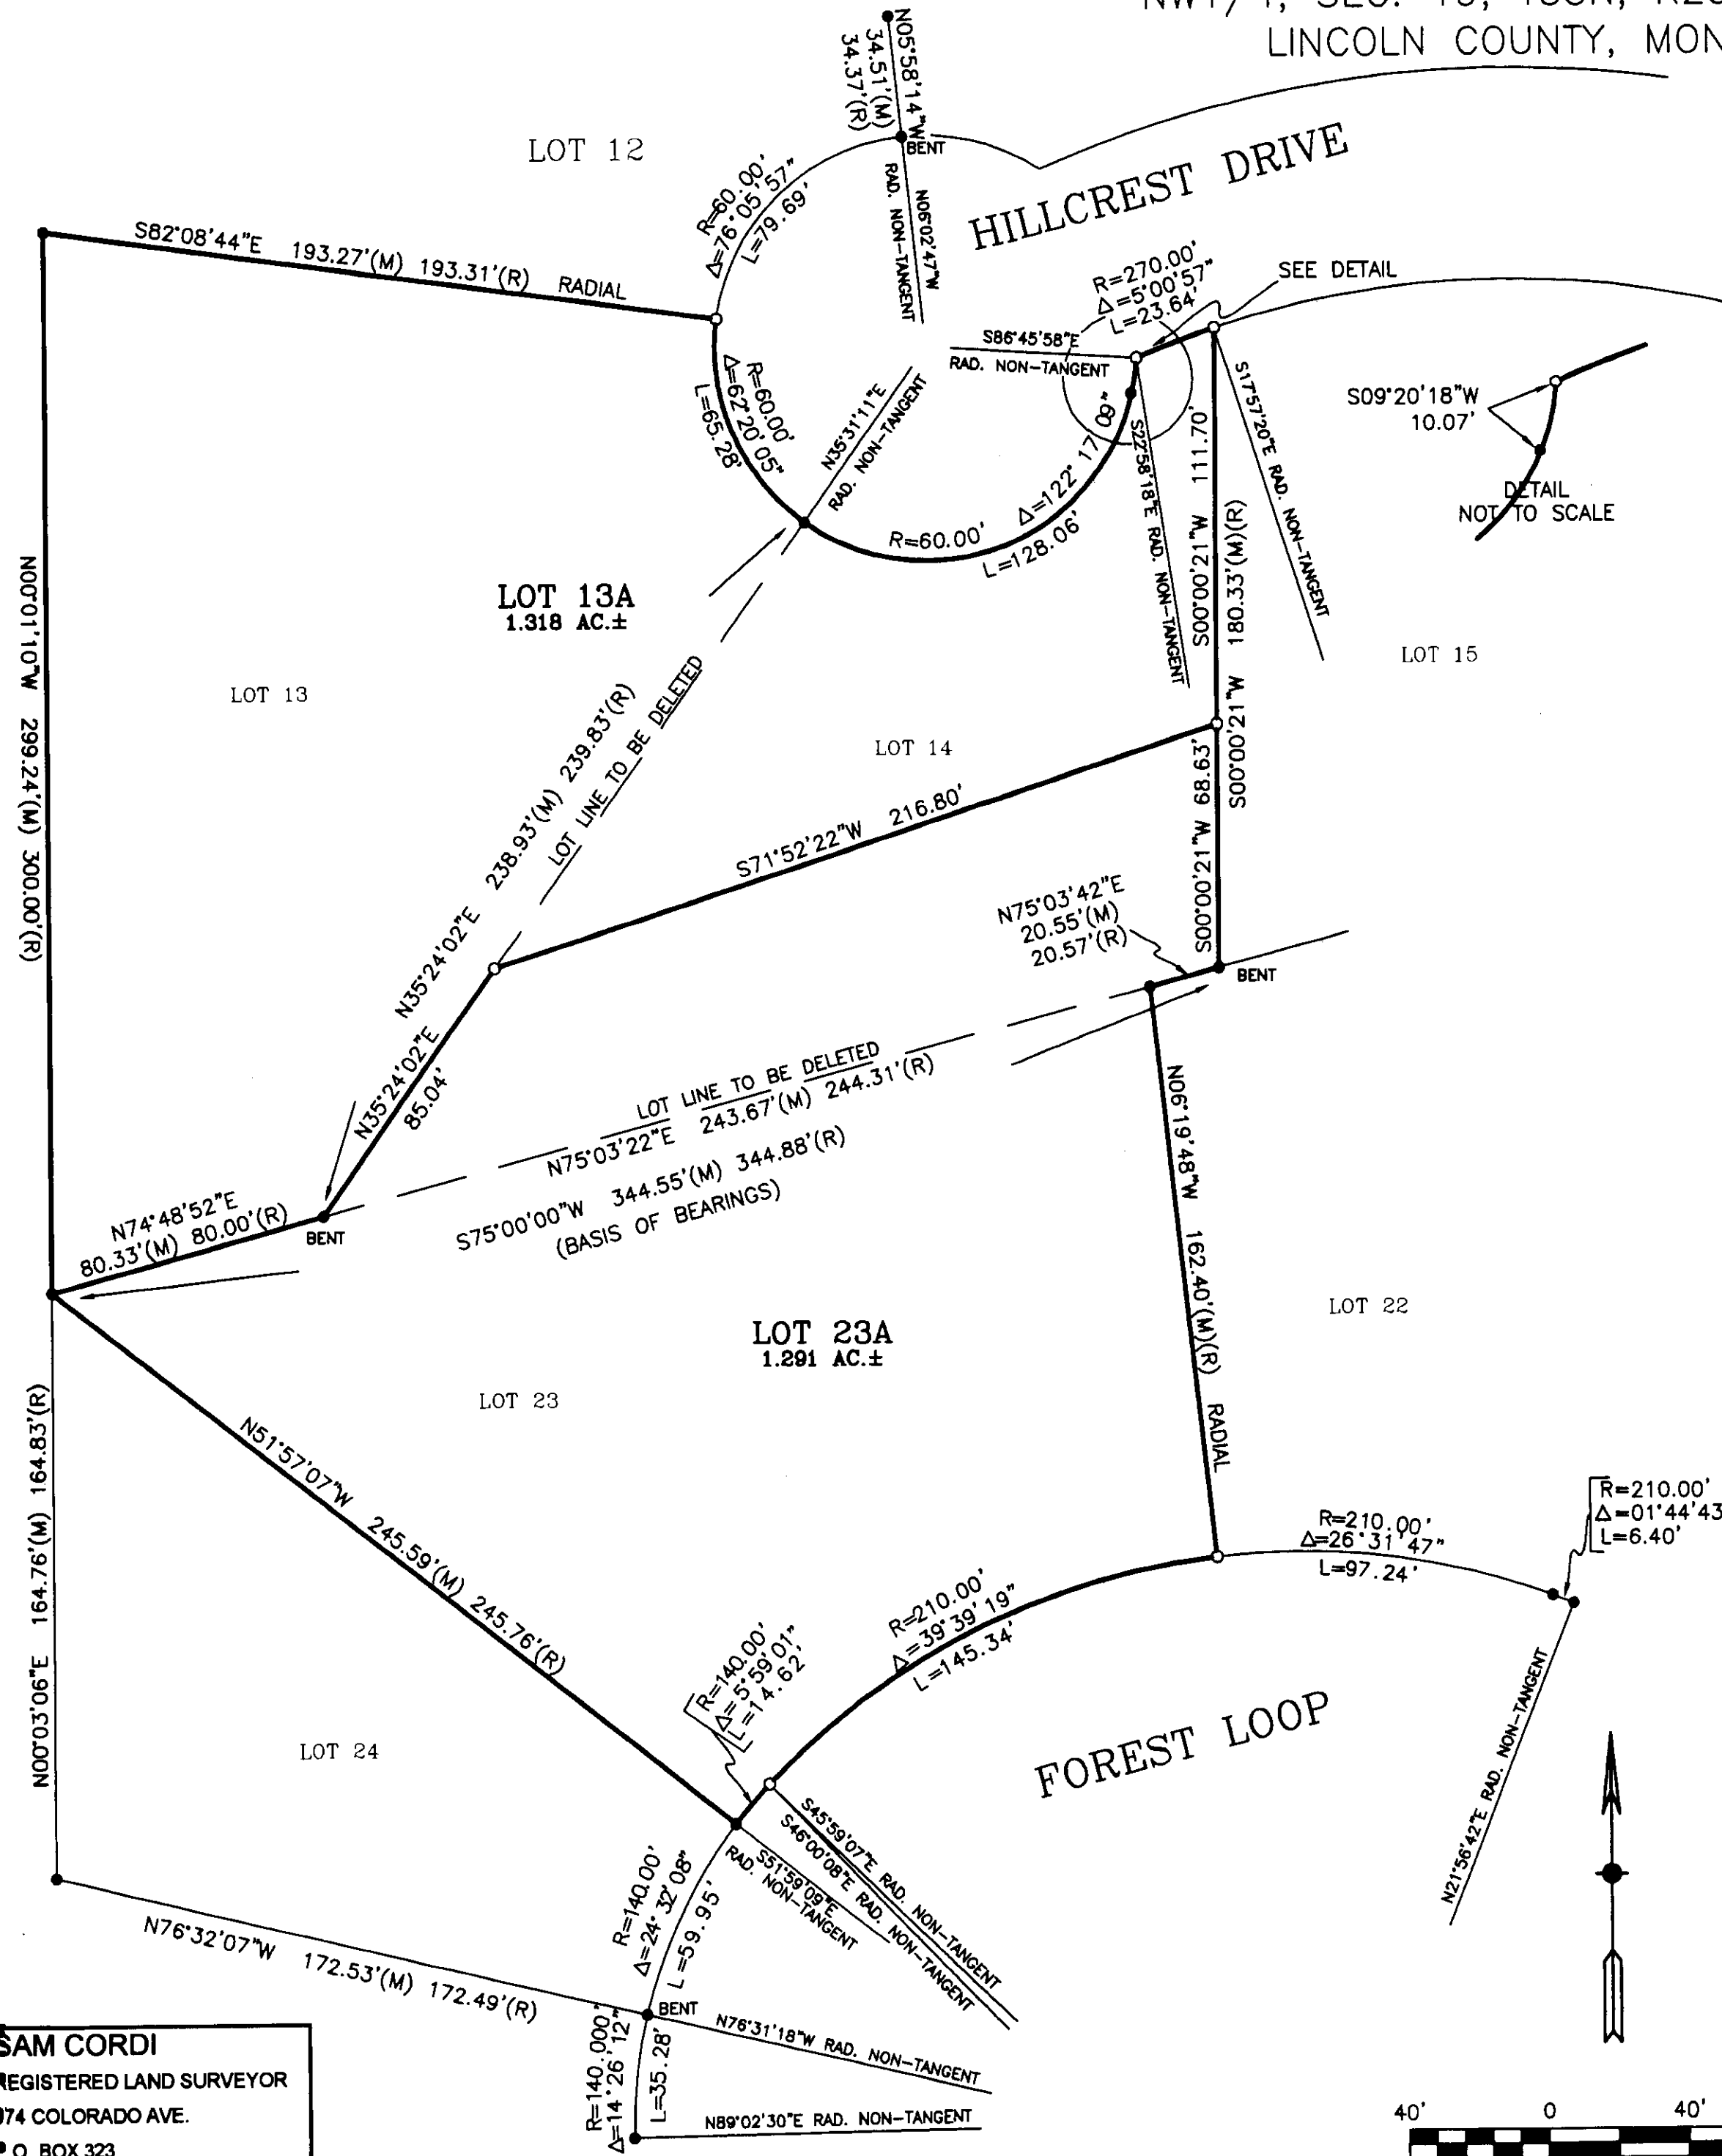 LINCOLN COUNTY, MON
N05°58'14"W
34.51'(M)
34.37'(R)
BENT
LOT 12
HILLCREST DRIVE
R=60.00'
Δ=76°05'57"
L=79.69'
RAD. NON-TANGENT
N06°02'47"W
S82°08'44"E 193.27'(M) 193.31'(R) RADIAL
R=270.00'
Δ=5°00'57"
L=23.64'
SEE DETAIL
S86°45'58"E
RAD. NON-TANGENT
R=60.00'
Δ=62°20'05"
L=65.28'
N35°31'11"E
RAD. NON-TANGENT
R=60.00'
Δ=122°17'09"
L=128.06'
S22°58'18"E RAD. NON-TANGENT
S00°00'21"W 111.70'
S00°00'21"W 180.33'(M)(R)
S17°57'20"E RAD. NON-TANGENT
S09°20'18"W
10.07'
DETAIL
NOT TO SCALE
N00°01'10"W 299.24'(M) 300.00'(R)
LOT 13A
1.318 AC.±
LOT 13
LOT 15
LOT 14
N35°24'02"E 238.93'(M) 239.83'(R)
LOT LINE TO BE DELETED
S71°52'22"W 216.80'
S00°00'21"W 68.63'
N75°03'42"E
20.55'(M)
20.57'(R)
BENT
N35°24'02"E
85.04'
LOT LINE TO BE DELETED
N75°03'22"E 243.67'(M) 244.31'(R)
S75°00'00"W 344.55'(M) 344.88'(R)
(BASIS OF BEARINGS)
N74°48'52"E
80.33'(M) 80.00'(R)
BENT
N06°19'48"W 162.40'(M)(R) RADIAL
LOT 22
LOT 23A
1.291 AC.±
LOT 23
N51°57'07"W 245.59'(M) 245.76'(R)
N00°03'06"E 164.76'(M) 164.83'(R)
R=210.00'
Δ=01°44'43
L=6.40'
R=210.00'
Δ=26°31'47"
L=97.24'
R=210.00'
Δ=39°39'19"
L=145.34'
R=140.00'
Δ=5°59'01"
L=14.62'
LOT 24
FOREST LOOP
N21°56'42"E RAD. NON-TANGENT
S45°59'07"E RAD. NON-TANGENT
S46°00'08"E RAD. NON-TANGENT
S51°59'09"E
RAD. NON-TANGENT
R=140.00'
Δ=24°32'08"
L=59.95'
N76°32'07"W 172.53'(M) 172.49'(R)
BENT
N76°31'18"W RAD. NON-TANGENT
R=140.000'
Δ=14°26'12"
L=35.28'
N89°02'30"E RAD. NON-TANGENT
SAM CORDI
REGISTERED LAND SURVEYOR
974 COLORADO AVE.
P.O. BOX 323
40' 0 40'